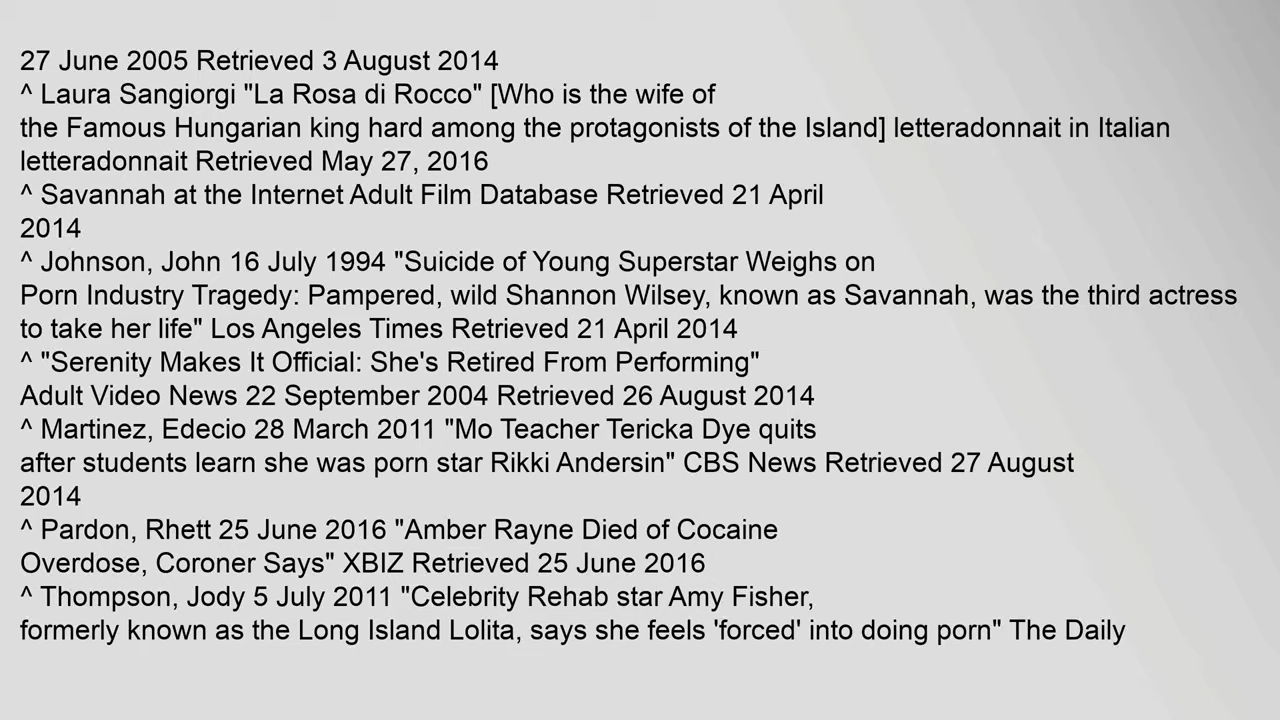 27 June 2005 Retrieved 3 August 2014
^ Laura Sangiorgi "La Rosa di Rocco" [Who is the wife of
the Famous Hungarian king hard among the protagonists of the Island] letteradonnait in Italian
letteradonnait Retrieved May 27, 2016
^ Savannah at the Internet Adult Film Database Retrieved 21 April
2014
^ Johnson, John 16 July 1994 "Suicide of Young Superstar Weighs on
Porn Industry Tragedy: Pampered, wild Shannon Wilsey, known as Savannah, was the third actress
to take her life" Los Angeles Times Retrieved 21 April 2014
^ "Serenity Makes It Official: She's Retired From Performing"
Adult Video News 22 September 2004 Retrieved 26 August 2014
^ Martinez, Edecio 28 March 2011 "Mo Teacher Tericka Dye quits
after students learn she was porn star Rikki Andersin" CBS News Retrieved 27 August
2014
^ Pardon, Rhett 25 June 2016 "Amber Rayne Died of Cocaine
Overdose, Coroner Says" XBIZ Retrieved 25 June 2016
^ Thompson, Jody 5 July 2011 "Celebrity Rehab star Amy Fisher,
formerly known as the Long Island Lolita, says she feels 'forced' into doing porn" The Daily